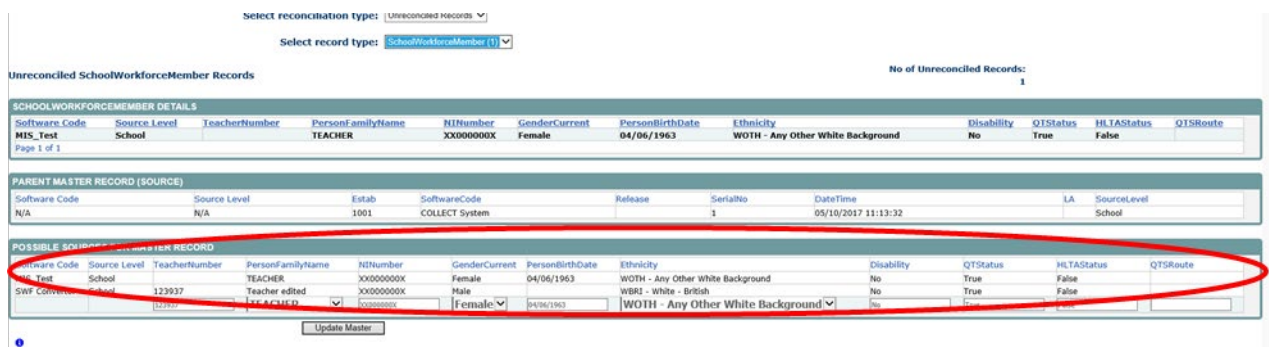 Select reconciliation type: Unreconciled Records
Select record type: SchoolWorkforceMember (1)
No of Unreconciled Records:
Unreconciled SchoolWorkforceMember Records
1
SCHOOLWORKFORCEMEMBER DETAILS
Software Code Source Level TeacherNumber PersonFamilyName NINumber GenderCurrent PersonBirthDate Ethnicity Disability QTStatus HLTAStatus QTSRoute
MIS_Test School TEACHER XX000000X Female 04/06/1963 WOTH - Any Other White Background No True False
Page 1 of 1
PARENT MASTER RECORD (SOURCE)
Software Code Source Level Estab SoftwareCode Release SerialNo DateTime LA SourceLevel
N/A N/A 1001 COLLECT System 1 05/10/2017 11:13:32 School
POSSIBLE MASTER RECORD
Software Code Source Level TeacherNumber PersonFamilyName NINumber GenderCurrent PersonBirthDate Ethnicity Disability QTStatus HLTAStatus QTSRoute
Test School TEACHER XX000000X Female 04/06/1963 WOTH - Any Other White Background No True False
SWF School 123937 Teacher edited XX000000X Male WBRI - White - British No True False
123937 TEACHER XX000000X Female 04/06/1963 WOTH - Any Other White Background No
Update Master